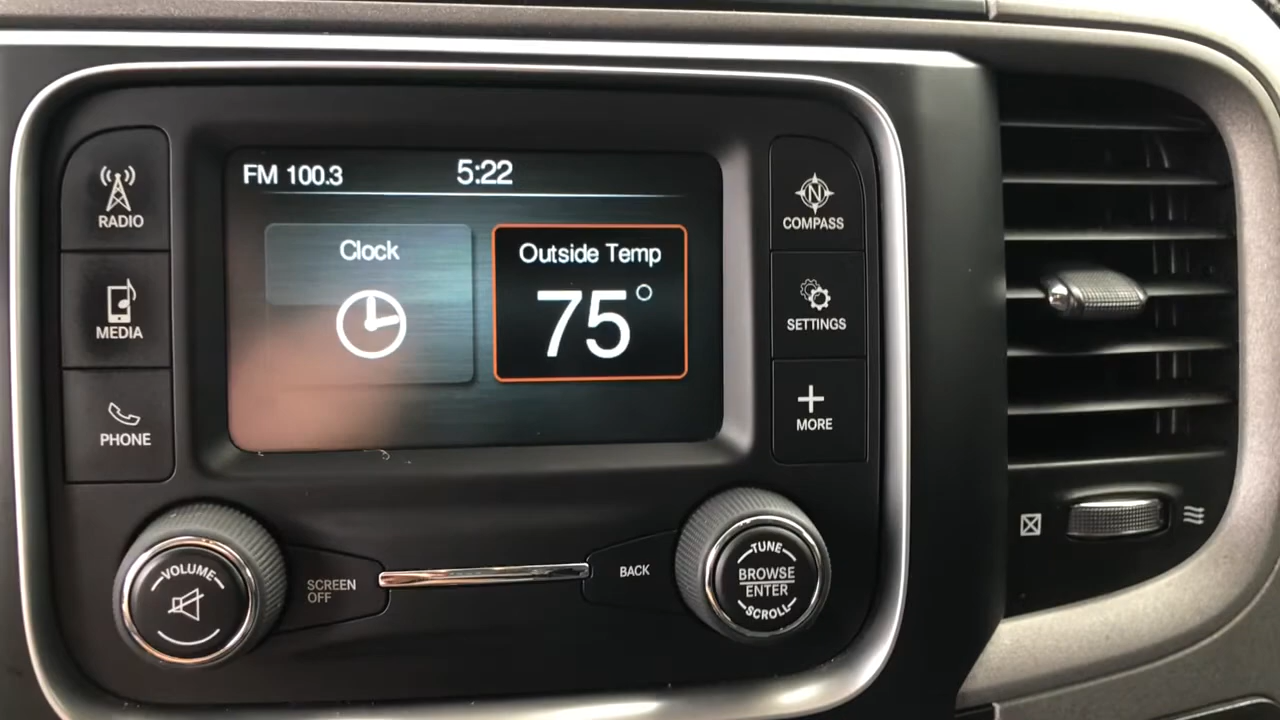 FM 100.3
5:22
Clock
Outside Temp
75°
RADIO
MEDIA
PHONE
N
COMPASS
SETTINGS
MORE
VOLUME
SCREEN
OFF
BACK
TUNE
BROWSE
ENTER
SCROLL